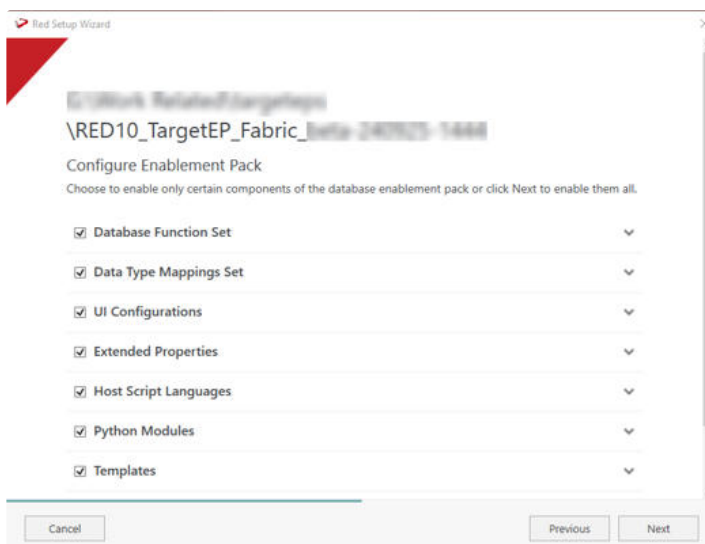 Red Setup Wizard
\RED10_TargetEP_Fabric_
Configure Enablement Pack
Choose to enable only certain components of the database enablement pack or click Next to enable them all.
Database Function Set
Data Type Mappings Set
UI Configurations
Extended Properties
Host Script Languages
Python Modules
Templates
Cancel
Previous
Next